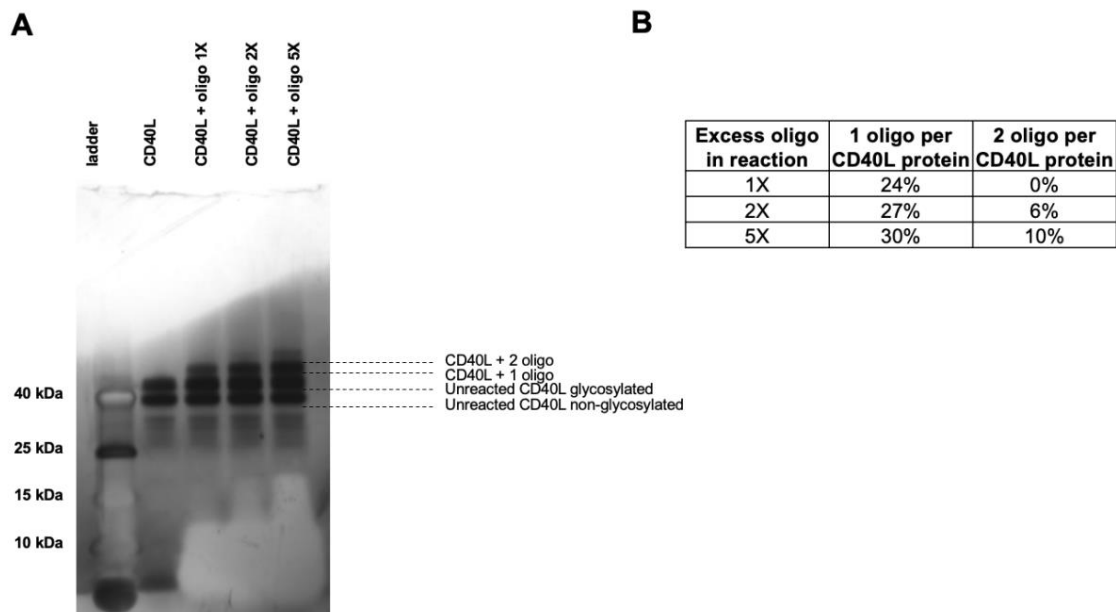 A
ladder
CD40L
CD40L + oligo 1X
CD40L + oligo 2X
CD40L + oligo 5X
40 kDa
25 kDa
15 kDa
10 kDa
CD40L + 2 oligo
CD40L + 1 oligo
Unreacted CD40L glycosylated
Unreacted CD40L non-glycosylated
B
Excess oligo in reaction | 1 oligo per CD40L protein | 2 oligo per CD40L protein
1X | 24% | 0%
2X | 27% | 6%
5X | 30% | 10%